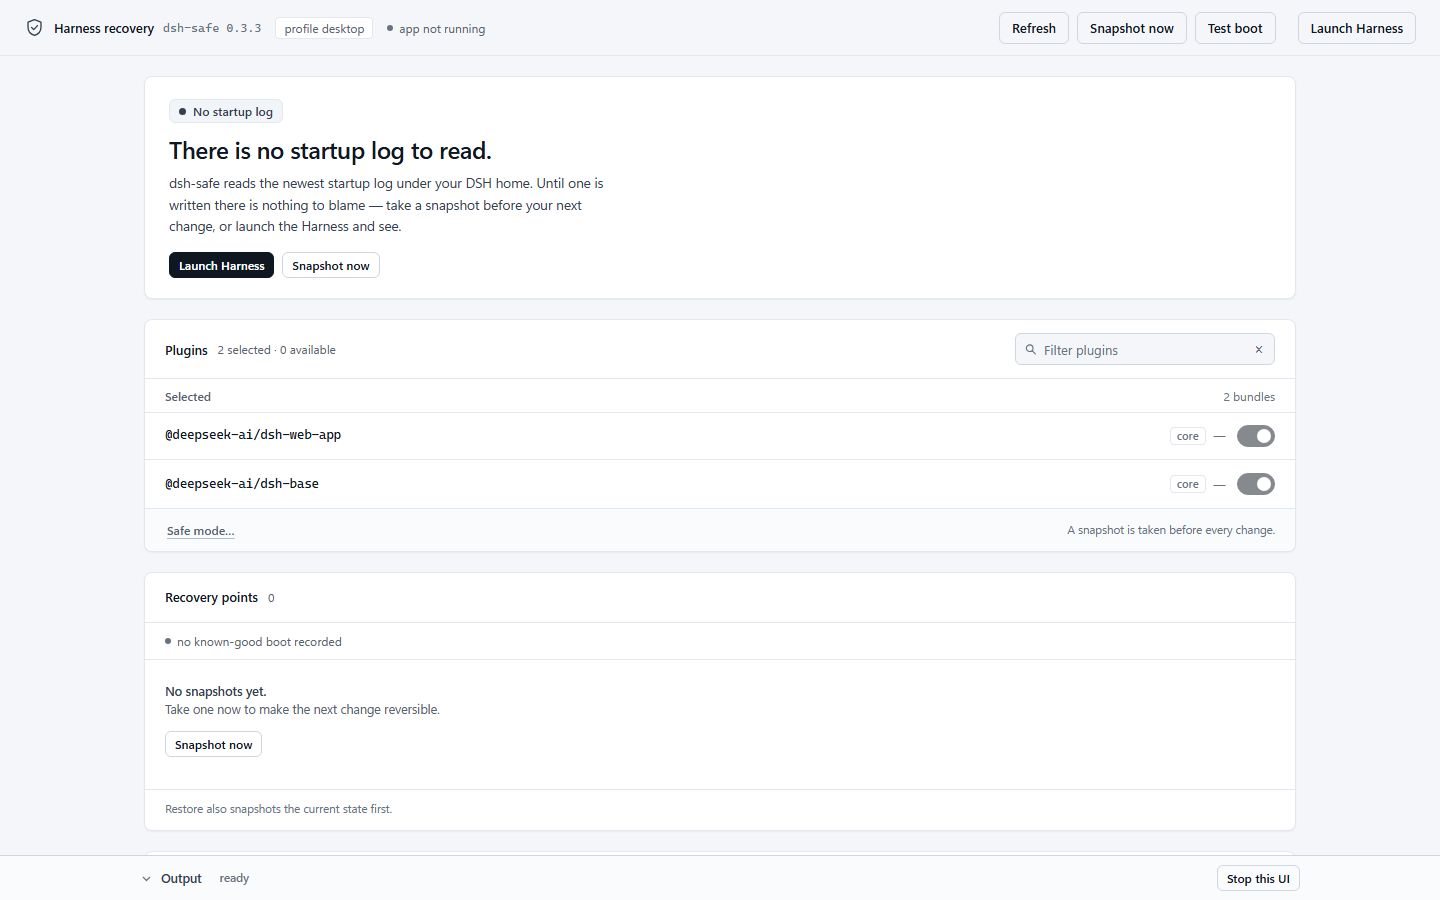 Harness recovery dsh-safe 0.3.3 profile desktop app not running Refresh Snapshot now Test boot Launch Harness
No startup log
There is no startup log to read.
dsh-safe reads the newest startup log under your DSH home. Until one is
written there is nothing to blame — take a snapshot before your next
change, or launch the Harness and see.
Launch Harness Snapshot now
Plugins 2 selected · 0 available Filter plugins ×
Selected 2 bundles
@deepseek-ai/dsh-web-app core —
@deepseek-ai/dsh-base core —
Safe mode... A snapshot is taken before every change.
Recovery points 0
no known-good boot recorded
No snapshots yet.
Take one now to make the next change reversible.
Snapshot now
Restore also snapshots the current state first.
Output ready Stop this UI